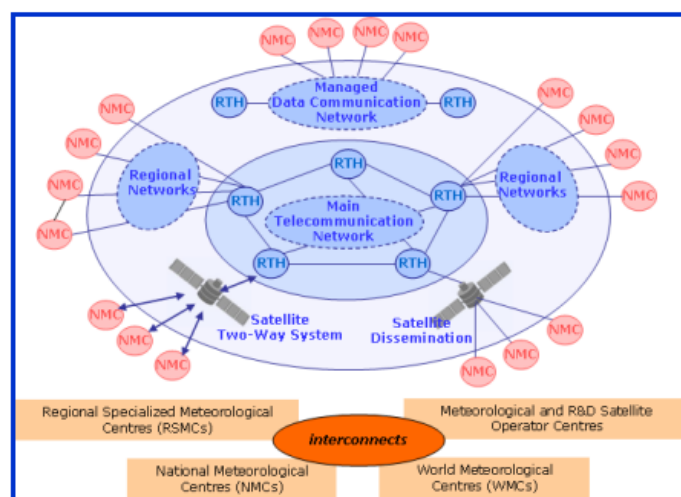 NMC
NMC
NMC
NMC
NMC
NMC
NMC
NMC
Managed
RTH
Data Communication
RTH
Network
NMC
NMC
NMC
NMC
RTH
Regional
Networks
Regional
Networks
NMC
NMC
RTH
RTH
NMC
Main
Telecommunication
Network
NMC
RTH
RTH
NMC
Satellite
Two-Way System
Satellite
Dissemination
NMC
NMC
NMC
NMC
NMC
Regional Specialized Meteorological
Centres (RSMCs)
Meteorological and R&D Satellite
Operator Centres
interconnects
National Meteorological
Centres (NMCs)
World Meteorological
Centres (WMCs)